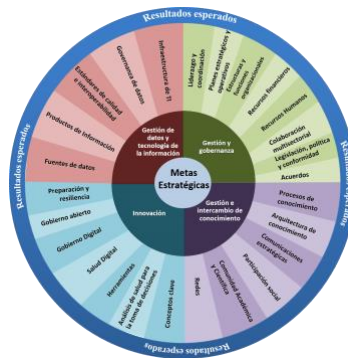 Resultados esperados
Resultados esperados
Resultados esperados
Resultados esperados
Metas
Estratégicas
Gestión de
datos y
tecnología de
la información
Fuentes de datos
Productos de información
Estándares de calidad
e interoperabilidad
Governanza de datos
Infraestructura de TI
Gestión y
gobernanza
Liderazgo y
coordinación
Planes estratégicos y
operativos
Estructuras y
funciones
organizacionales
Recursos financieros
Recursos Humanos
Colaboración
multisectorial
Legislación, política
y conformidad
Acuerdos
Gestión e
intercambio de
conocimiento
Procesos de
conocimiento
Arquitectura de
conocimiento
Comunicaciones
estratégicas
Participación social
Comunidad Académica
y Científica
Redes
Innovación
Conceptos clave
Análisis de salud para
la toma de decisiones
Herramientas
Salud Digital
Gobierno Digital
Gobierno abierto
Preparación y
resiliencia